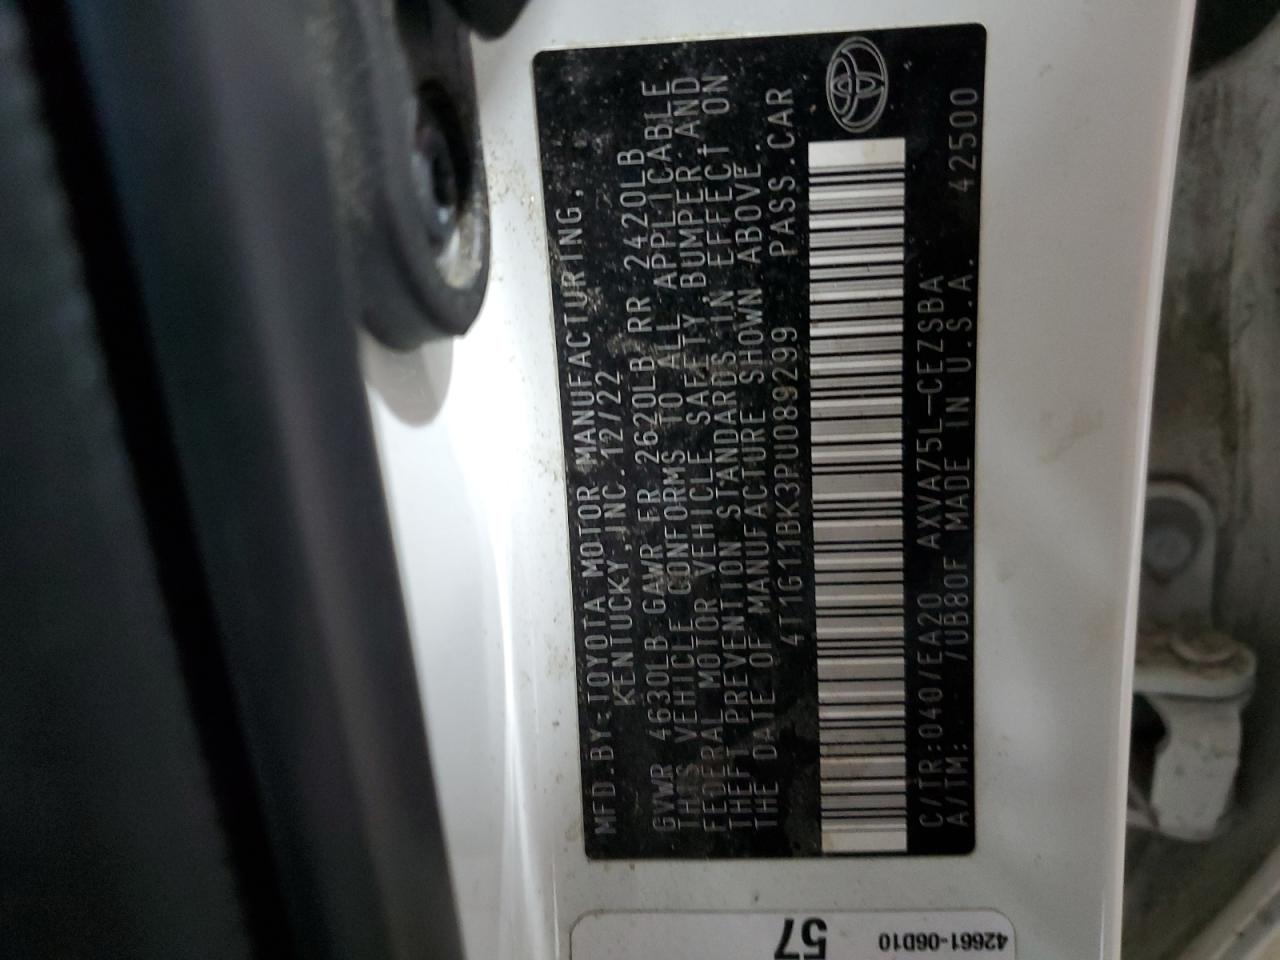 MFD.BY:TOYOTA MOTOR MANUFACTURING,
KENTUCKY,INC.12/22
GVWR 4630LB GAWR FR 2620LB RR 2420LB
THIS VEHICLE CONFORMS TO ALL APPLICABLE
FEDERAL MOTOR VEHICLE SAFETY BUMPER,AND
THEFT PREVENTION STANDARDS IN EFFECT ON
THE DATE OF MANUFACTURE SHOWN ABOVE.
4T1G11BK3PU089299 PASS.CAR
C/TR:040/EA20 AXVA75L-CEZSBA
A/TM: -/UB80F MADE IN U.S.A. 42500
57
42661-06D10